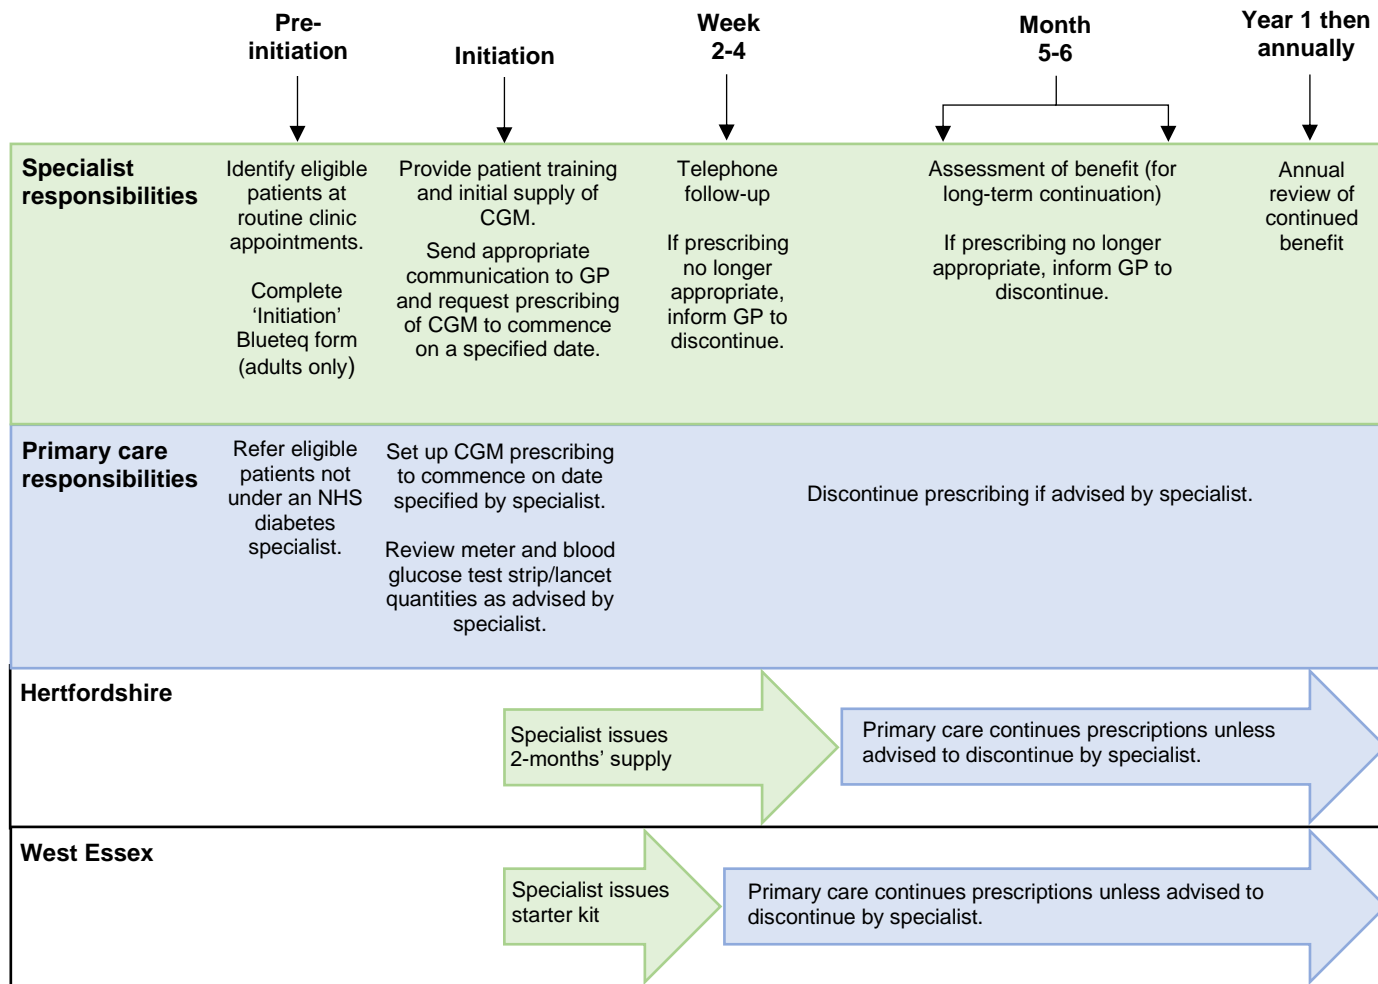 Pre-
initiation
Initiation
Week
2-4
Month
5-6
Year 1 then
annually
Specialist
responsibilities
Identify eligible
patients at
routine clinic
appointments.
Complete
‘Initiation’
Blueteq form
(adults only)
Provide patient training
and initial supply of
CGM.
Send appropriate
communication to GP
and request prescribing
of CGM to commence
on a specified date.
Telephone
follow-up
If prescribing
no longer
appropriate,
inform GP to
discontinue.
Assessment of benefit (for
long-term continuation)
If prescribing no longer
appropriate, inform GP to
discontinue.
Annual
review of
continued
benefit
Primary care
responsibilities
Refer eligible
patients not
under an NHS
diabetes
specialist.
Set up CGM prescribing
to commence on date
specified by specialist.
Review meter and blood
glucose test strip/lancet
quantities as advised by
specialist.
Discontinue prescribing if advised by specialist.
Hertfordshire
Specialist issues
2-months’ supply
Primary care continues prescriptions unless
advised to discontinue by specialist.
West Essex
Specialist issues
starter kit
Primary care continues prescriptions unless advised to
discontinue by specialist.